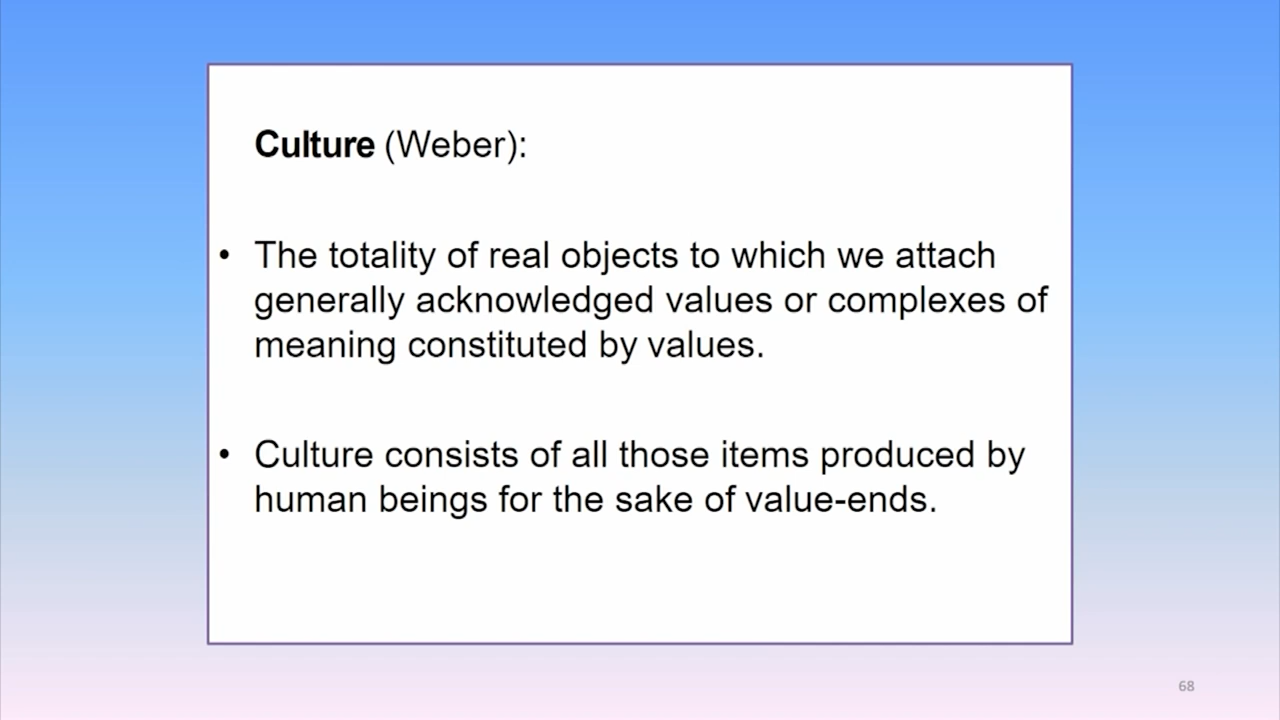 Culture (Weber):
• The totality of real objects to which we attach
generally acknowledged values or complexes of
meaning constituted by values.
• Culture consists of all those items produced by
human beings for the sake of value-ends.
68